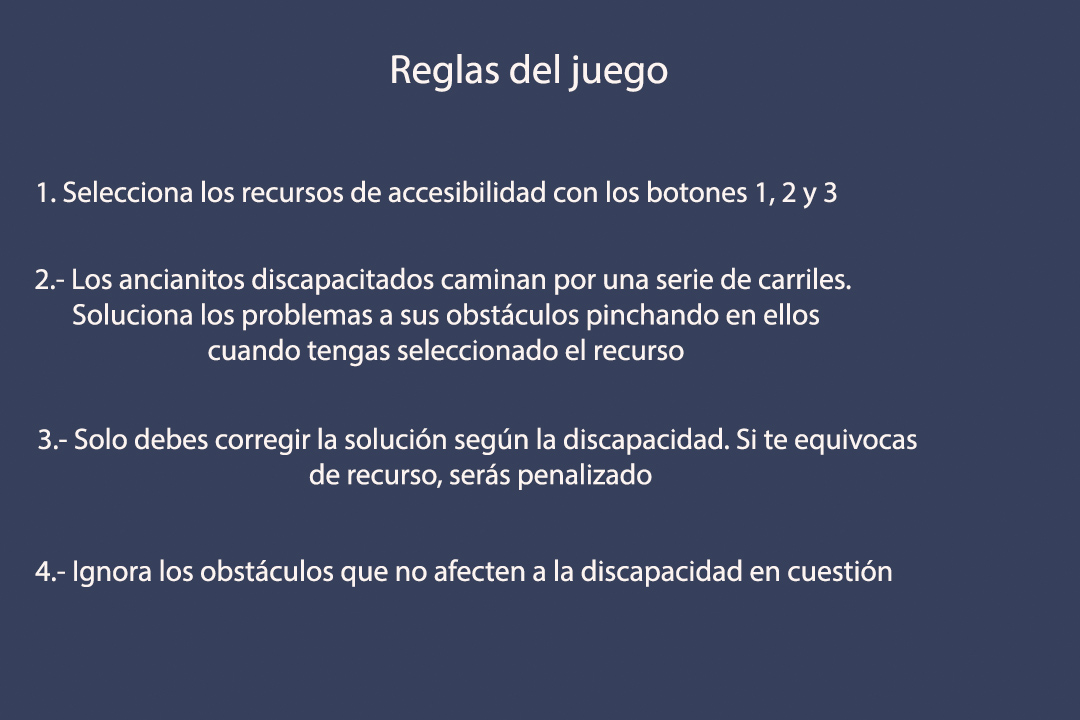 Reglas del juego
1. Selecciona los recursos de accesibilidad con los botones 1, 2 y 3
2.- Los ancianitos discapacitados caminan por una serie de carriles.
Soluciona los problemas a sus obstáculos pinchando en ellos
cuando tengas seleccionado el recurso
3.- Solo debes corregir la solución según la discapacidad. Si te equivocas
de recurso, serás penalizado
4.- Ignora los obstáculos que no afecten a la discapacidad en cuestión